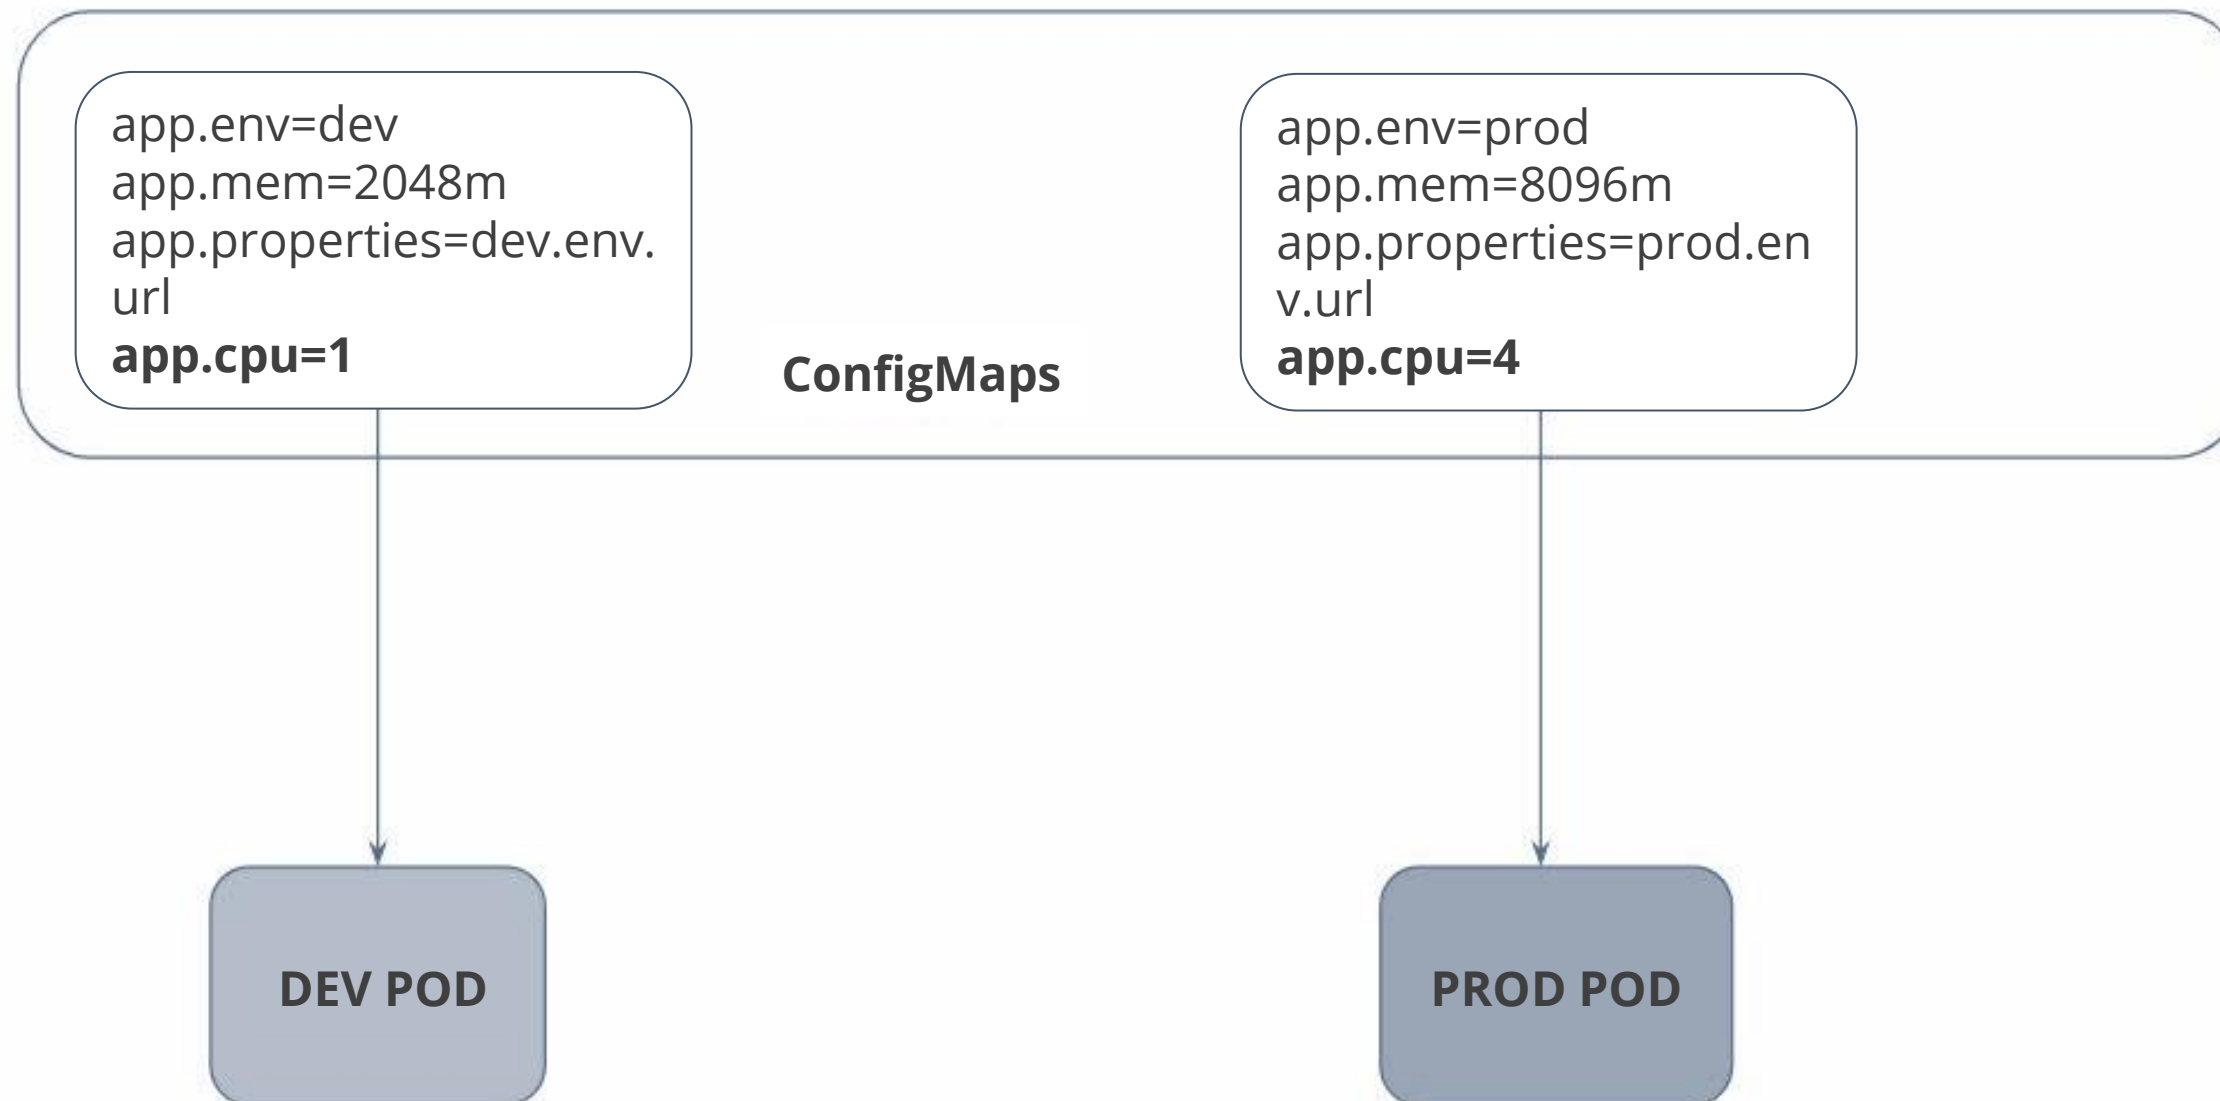 app.env=dev
app.mem=2048m
app.properties=dev.env.
url
app.cpu=1
ConfigMaps
app.env=prod
app.mem=8096m
app.properties=prod.en
v.url
app.cpu=4
DEV POD
PROD POD